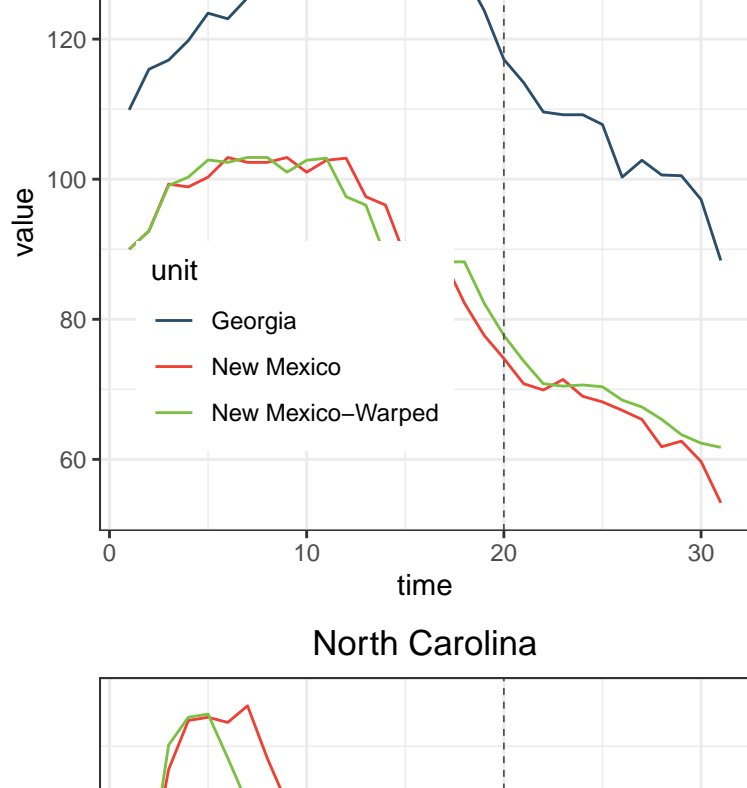 120
100
80
60
value
unit
Georgia
New Mexico
New Mexico−Warped
0 10 20 30
time
North Carolina